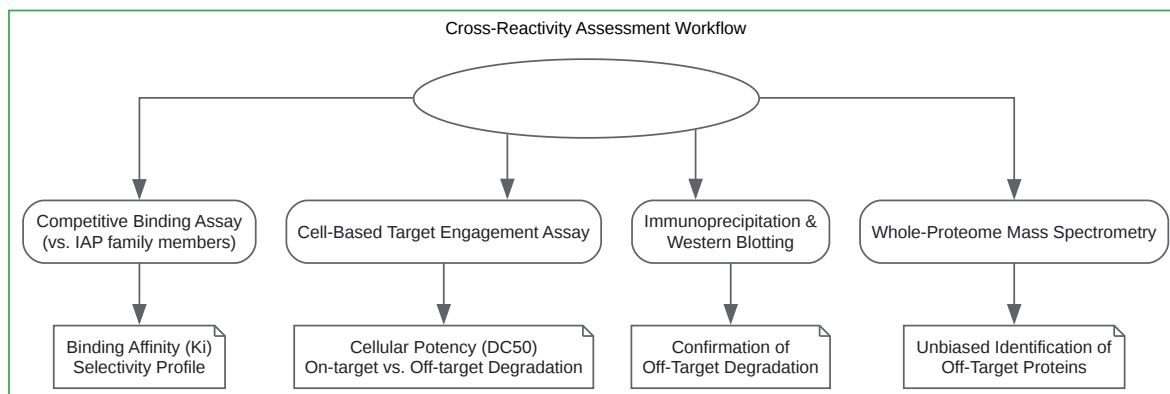 Cross-Reactivity Assessment Workflow
Competitive Binding Assay
(vs. IAP family members)
Cell-Based Target Engagement Assay
Immunoprecipitation &
Western Blotting
Whole-Proteome Mass Spectrometry
Binding Affinity (Ki)
Selectivity Profile
Cellular Potency (DC50)
On-target vs. Off-target Degradation
Confirmation of
Off-Target Degradation
Unbiased Identification of
Off-Target Proteins